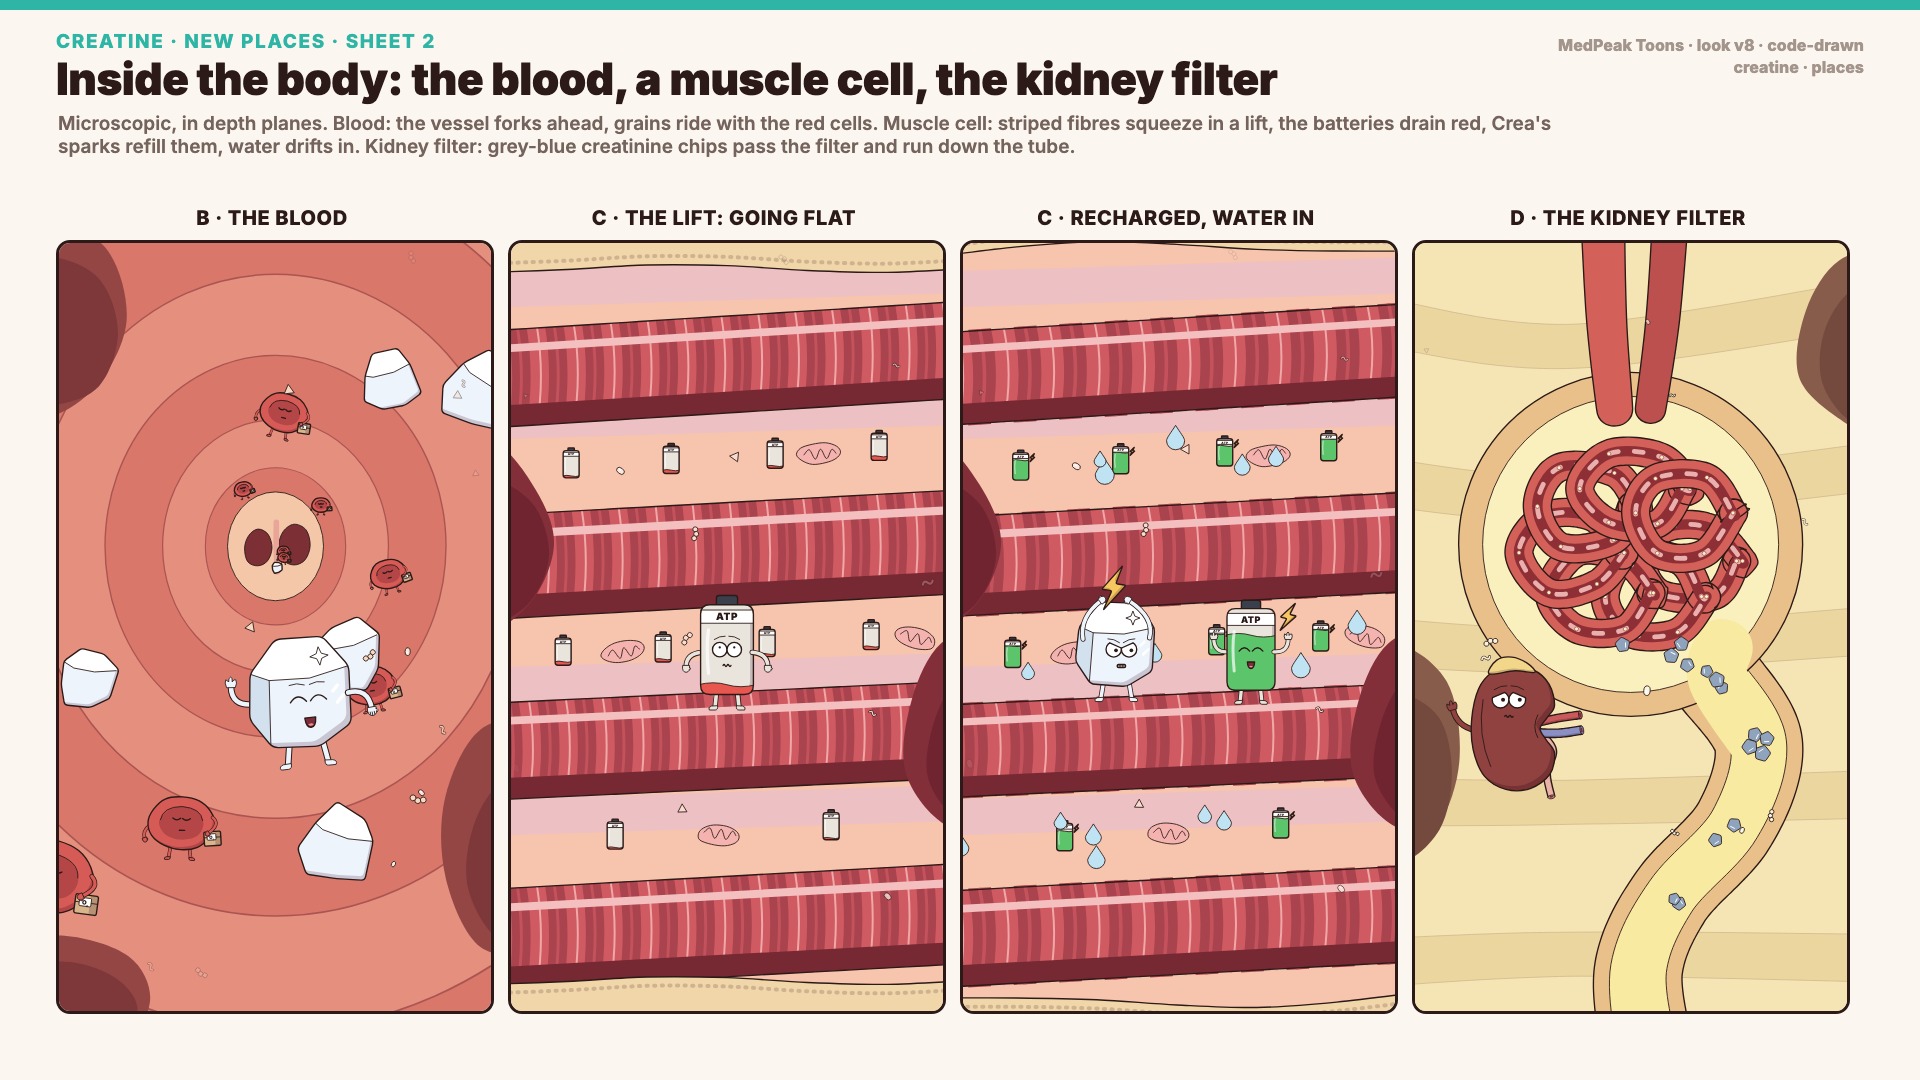 CREATINE · NEW PLACES · SHEET 2
MedPeak Toons · look v8 · code-drawn
creatine · places
Inside the body: the blood, a muscle cell, the kidney filter
Microscopic, in depth planes. Blood: the vessel forks ahead, grains ride with the red cells. Muscle cell: striped fibres squeeze in a lift, the batteries drain red, Crea's
sparks refill them, water drifts in. Kidney filter: grey-blue creatinine chips pass the filter and run down the tube.
B · THE BLOOD
C · THE LIFT: GOING FLAT
C · RECHARGED, WATER IN
D · THE KIDNEY FILTER
ATP
ATP